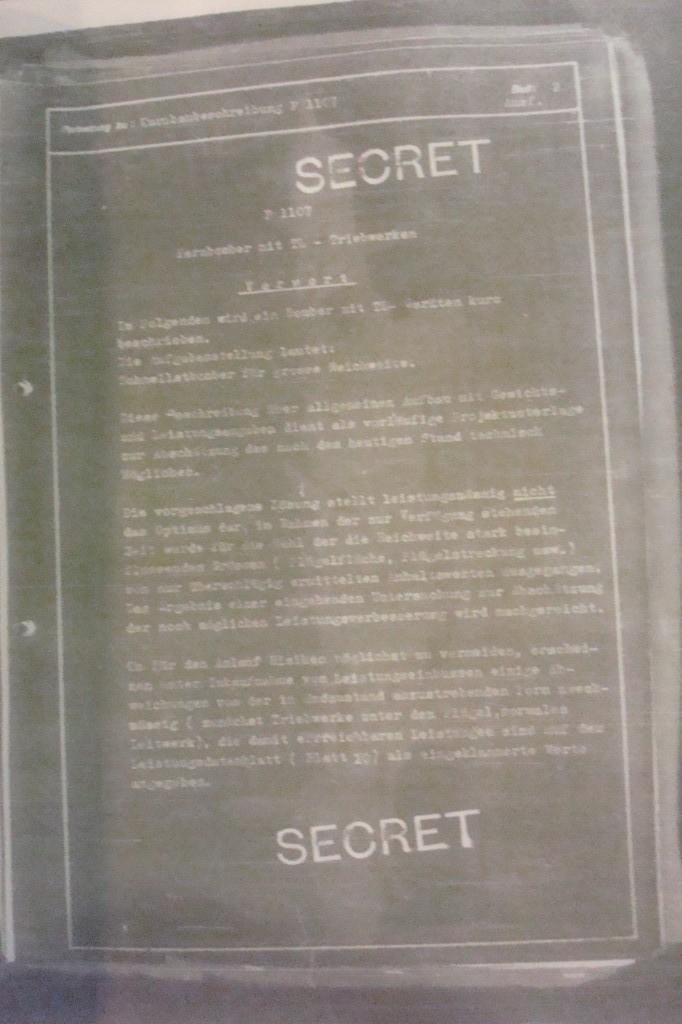 Kurzbaubeschreibung P 1107
Blatt 2
Ausf.
SECRET
P 1107
Fernbomber mit TL - Triebwerken
Vorwort
Im Folgenden wird ein Bomber mit TL- Geräten kurz
beschrieben.
Die Aufgabenstellung lautet:
Schnellstbomber für grosse Reichweite.
Diese Beschreibung über allgemeinen Aufbau mit Gewichts-
und Leistungsangaben dient als vorläufige Projektunterlage
zur Abschätzung des nach dem heutigen Stand technisch
Möglichen.
Die vorgeschlagene Lösung stellt leistungsmässig nicht
das Optimum dar, im Rahmen der zur Verfügung stehenden
Zeit wurde für die Wahl der die Reichweite stark beein-
flussenden Grössen ( Flügelfläche, Flügelstreckung usw.)
von nur überschlägig ermittelten Anhaltswerten ausgegangen.
Das Ergebnis einer eingehenden Untersuchung zur Abschätzung
der noch möglichen Leistungsverbesserung wird nachgereicht.
Um für den Anlauf Risiken möglichst zu vermeiden, erschei-
nen unter Inkaufnahme von Leistungseinbussen einige Ab-
weichungen von der im Endzustand anzustrebenden Form zweck-
mässig ( zunächst Triebwerke unter den Flügel, normales
Leitwerk), die damit erreichbaren Leistungen sind auf dem
Leistungsdatenblatt ( Blatt 20) als eingeklammerte Werte
angegeben.
SECRET